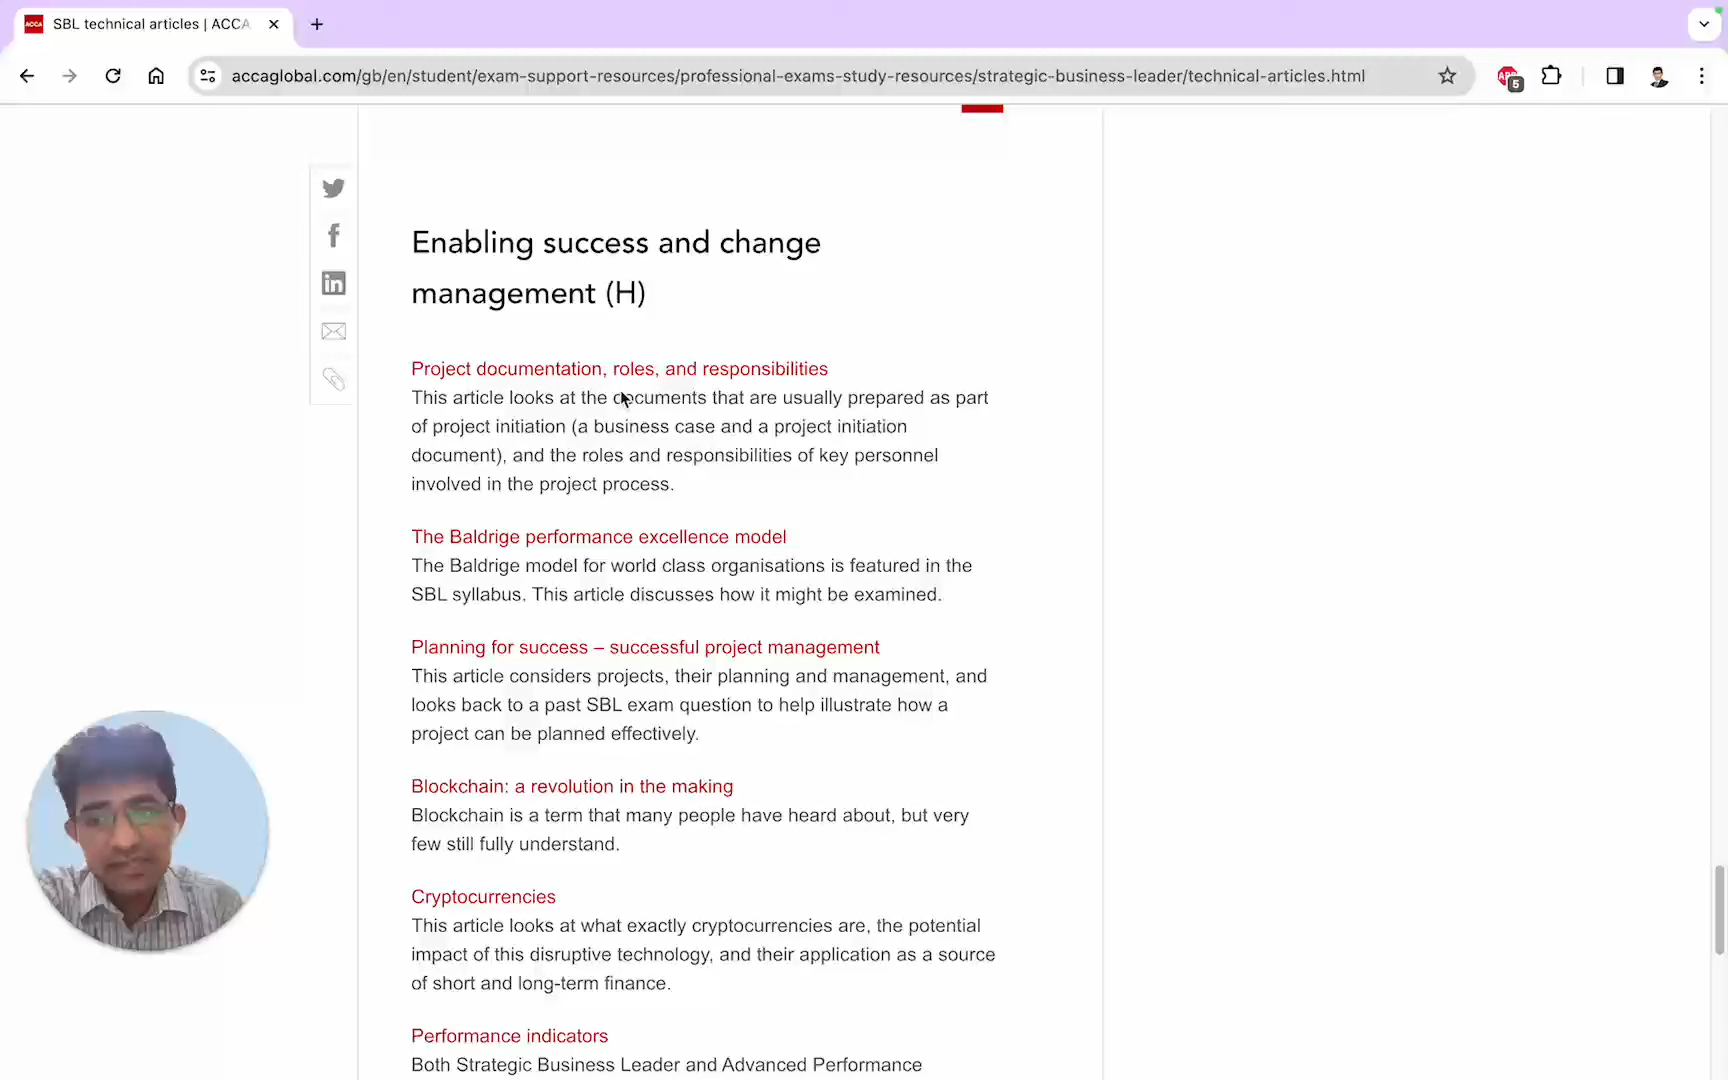 ACCA
SBL technical articles | ACCA
accaglobal.com/gb/en/student/exam-support-resources/professional-exams-study-resources/strategic-business-leader/technical-articles.html
ABP
5
Enabling success and change
management (H)
Project documentation, roles, and responsibilities
This article looks at the documents that are usually prepared as part
of project initiation (a business case and a project initiation
document), and the roles and responsibilities of key personnel
involved in the project process.
The Baldrige performance excellence model
The Baldrige model for world class organisations is featured in the
SBL syllabus. This article discusses how it might be examined.
Planning for success – successful project management
This article considers projects, their planning and management, and
looks back to a past SBL exam question to help illustrate how a
project can be planned effectively.
Blockchain: a revolution in the making
Blockchain is a term that many people have heard about, but very
few still fully understand.
Cryptocurrencies
This article looks at what exactly cryptocurrencies are, the potential
impact of this disruptive technology, and their application as a source
of short and long-term finance.
Performance indicators
Both Strategic Business Leader and Advanced Performance